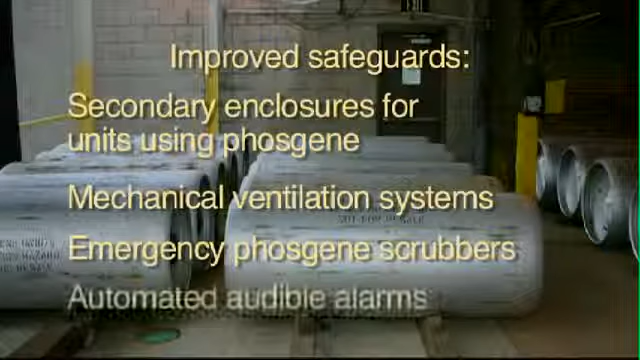 Improved safeguards:
Secondary enclosures for
units using phosgene
Mechanical ventilation systems
Emergency phosgene scrubbers
Automated audible alarms